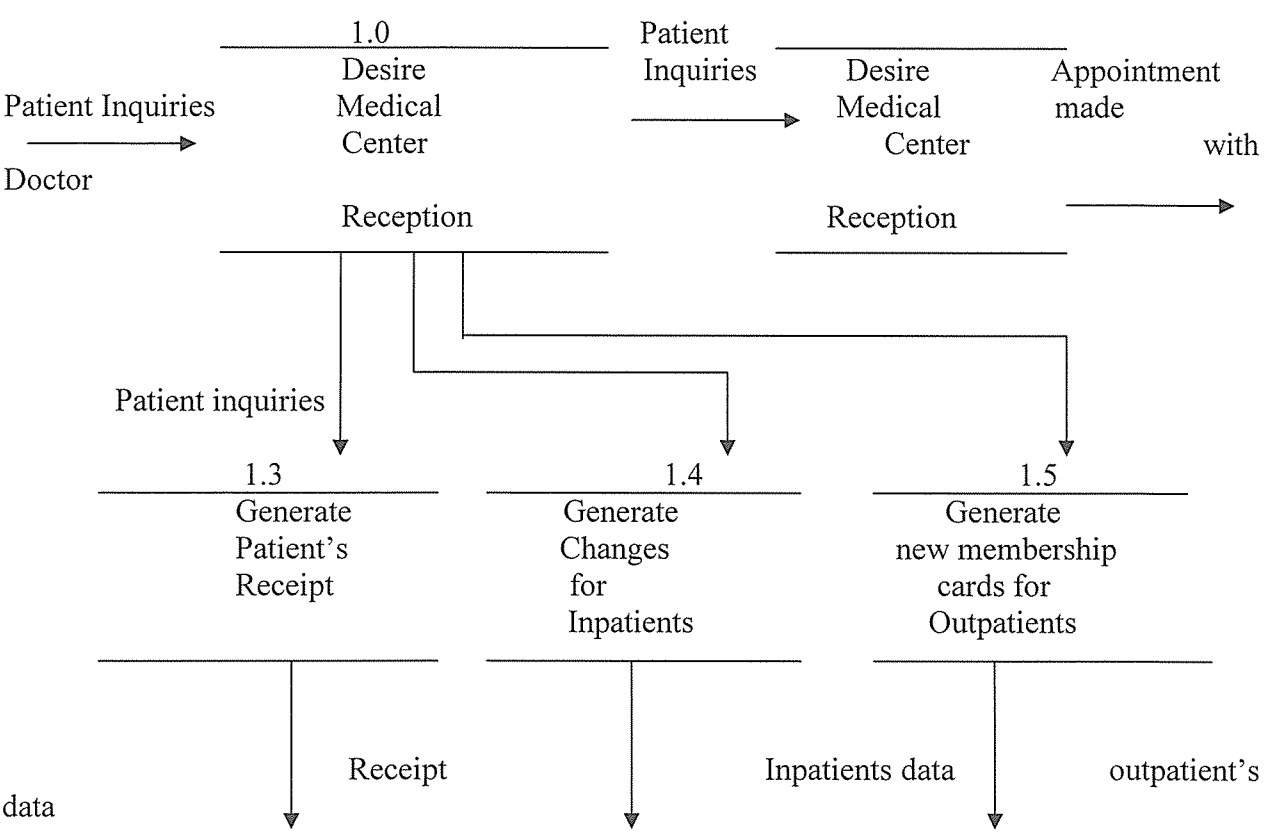 1.0
Patient
Desire
Inquiries
Desire
Appointment
Patient Inquiries
Medical
Medical
made
Center
Center
with
Doctor
Reception
Reception
Patient inquiries
1.3
1.4
1.5
Generate
Patient's
Receipt
Generate
Changes
for
Inpatients
Generate
new membership
cards for
Outpatients
Receipt
Inpatients data
outpatient's
data